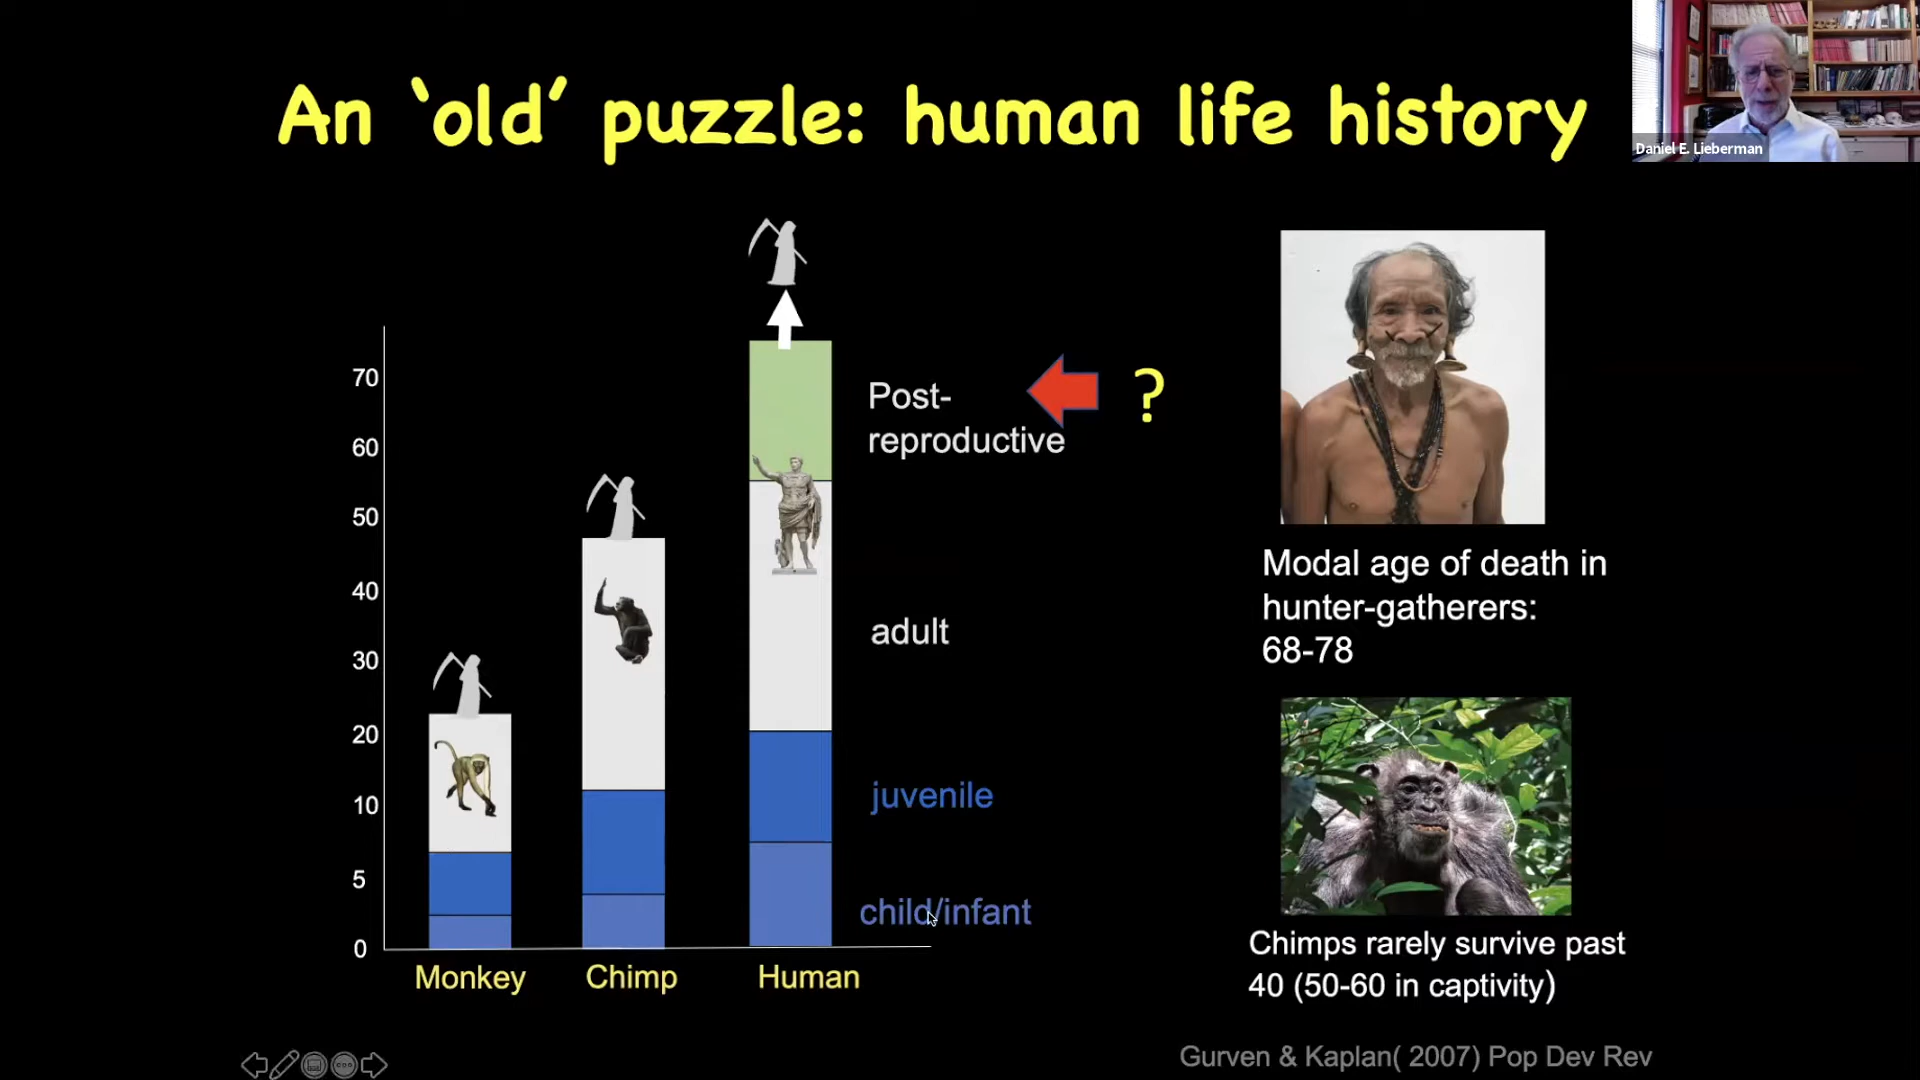 An ‘old’ puzzle: human life history
Daniel E. Lieberman
70
60
50
40
30
20
10
5
0
Monkey
Chimp
Human
Post-
reproductive
?
adult
juvenile
child/infant
Modal age of death in
hunter-gatherers:
68-78
Chimps rarely survive past
40 (50-60 in captivity)
Gurven & Kaplan( 2007) Pop Dev Rev